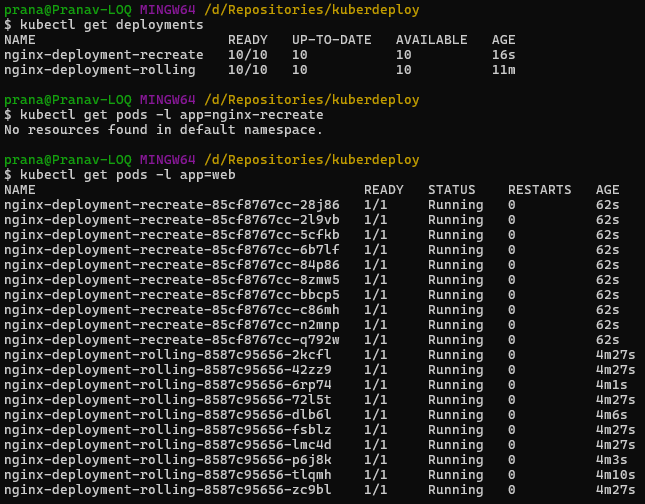 prana@Pranav-LOQ MINGW64 /d/Repositories/kuberdeploy
$ kubectl get deployments
NAME                        READY   UP-TO-DATE   AVAILABLE   AGE
nginx-deployment-recreate   10/10   10           10          16s
nginx-deployment-rolling    10/10   10           10          11m
prana@Pranav-LOQ MINGW64 /d/Repositories/kuberdeploy
$ kubectl get pods -l app=nginx-recreate
No resources found in default namespace.
prana@Pranav-LOQ MINGW64 /d/Repositories/kuberdeploy
$ kubectl get pods -l app=web
NAME                                         READY   STATUS    RESTARTS   AGE
nginx-deployment-recreate-85cf8767cc-28j86   1/1     Running   0          62s
nginx-deployment-recreate-85cf8767cc-2l9vb   1/1     Running   0          62s
nginx-deployment-recreate-85cf8767cc-5cfkb   1/1     Running   0          62s
nginx-deployment-recreate-85cf8767cc-6b7lf   1/1     Running   0          62s
nginx-deployment-recreate-85cf8767cc-84p86   1/1     Running   0          62s
nginx-deployment-recreate-85cf8767cc-8zmw5   1/1     Running   0          62s
nginx-deployment-recreate-85cf8767cc-bbcp5   1/1     Running   0          62s
nginx-deployment-recreate-85cf8767cc-c86mh   1/1     Running   0          62s
nginx-deployment-recreate-85cf8767cc-n2mnp   1/1     Running   0          62s
nginx-deployment-recreate-85cf8767cc-q792w   1/1     Running   0          62s
nginx-deployment-rolling-8587c95656-2kcfl    1/1     Running   0          4m27s
nginx-deployment-rolling-8587c95656-42zz9    1/1     Running   0          4m27s
nginx-deployment-rolling-8587c95656-6rp74    1/1     Running   0          4m1s
nginx-deployment-rolling-8587c95656-72l5t    1/1     Running   0          4m27s
nginx-deployment-rolling-8587c95656-dlb6l    1/1     Running   0          4m6s
nginx-deployment-rolling-8587c95656-fsblz    1/1     Running   0          4m27s
nginx-deployment-rolling-8587c95656-lmc4d    1/1     Running   0          4m27s
nginx-deployment-rolling-8587c95656-p6j8k    1/1     Running   0          4m3s
nginx-deployment-rolling-8587c95656-tlqmh    1/1     Running   0          4m10s
nginx-deployment-rolling-8587c95656-zc9bl    1/1     Running   0          4m27s